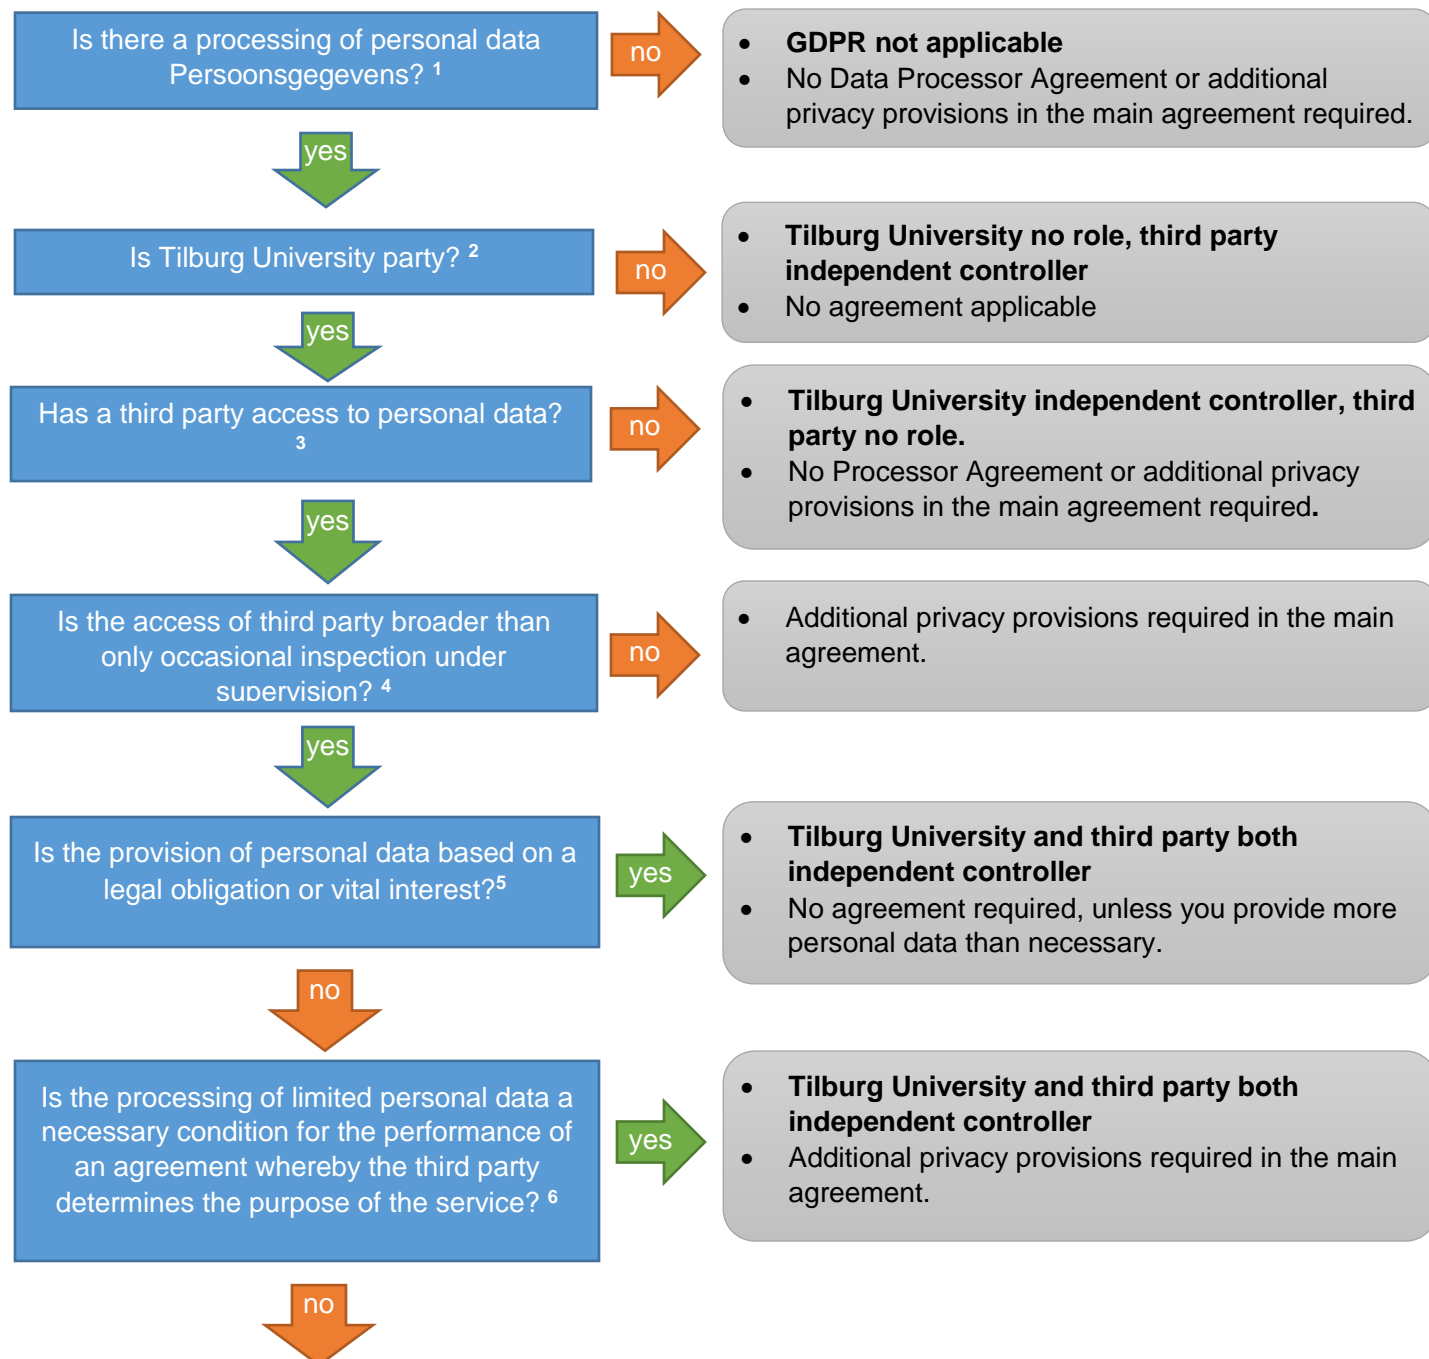 Is there a processing of personal data
Persoonsgegevens? 1
no
• GDPR not applicable
• No Data Processor Agreement or additional
privacy provisions in the main agreement required.
yes
Is Tilburg University party? 2
no
• Tilburg University no role, third party
independent controller
• No agreement applicable
yes
Has a third party access to personal data?
3
no
• Tilburg University independent controller, third
party no role.
• No Processor Agreement or additional privacy
provisions in the main agreement required.
yes
Is the access of third party broader than
only occasional inspection under
supervision? 4
no
• Additional privacy provisions required in the main
agreement.
yes
Is the provision of personal data based on a
legal obligation or vital interest?5
yes
• Tilburg University and third party both
independent controller
• No agreement required, unless you provide more
personal data than necessary.
no
Is the processing of limited personal data a
necessary condition for the performance of
an agreement whereby the third party
determines the purpose of the service? 6
yes
• Tilburg University and third party both
independent controller
• Additional privacy provisions required in the main
agreement.
no